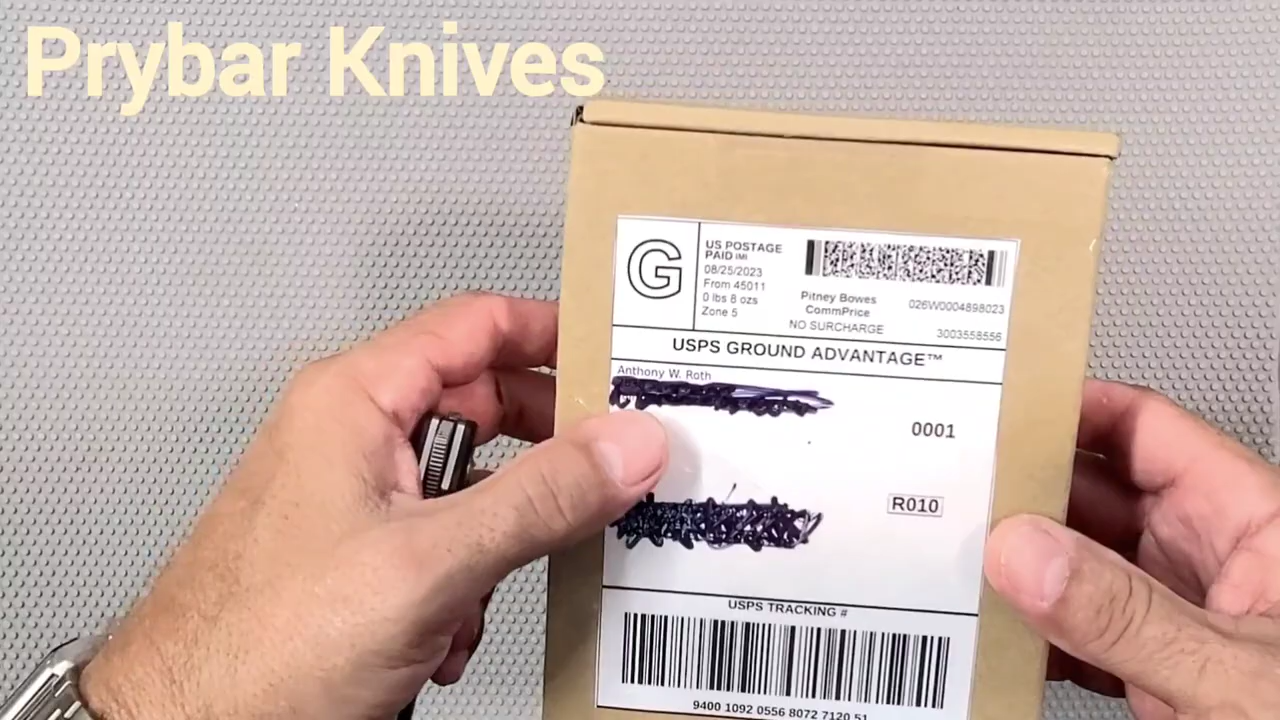 Prybar Knives
G
US POSTAGE
PAID IMI
08/25/2023
From 45011
0 lbs 8 ozs
Zone 5
Pitney Bowes
CommPrice
NO SURCHARGE
026W0004898023
3003558556
USPS GROUND ADVANTAGE™
Anthony W. Roth
0001
R010
USPS TRACKING #
9400 1092 0556 8072 7120 51